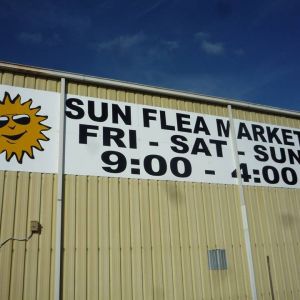 SUN FLEA MARKET
FRI - SAT - SUN
9:00 - 4:00